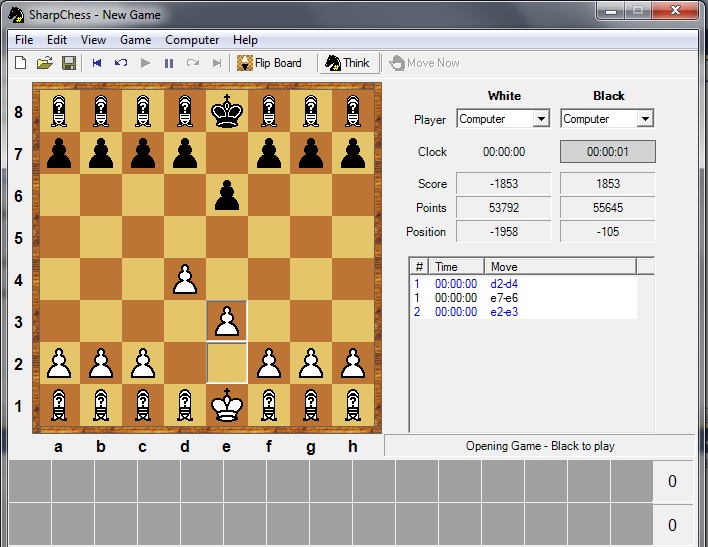 SharpChess - New Game
File Edit View Game Computer Help
Flip Board Think Move Now
White Black
Player Computer Computer
Clock 00:00:00 00:00:01
Score -1853 1853
Points 53792 55645
Position -1958 -105
# Time Move
1 00:00:00 d2-d4
1 00:00:00 e7-e6
2 00:00:00 e2-e3
8
7
6
5
4
3
2
1
a b c d e f g h
Opening Game - Black to play
0
0